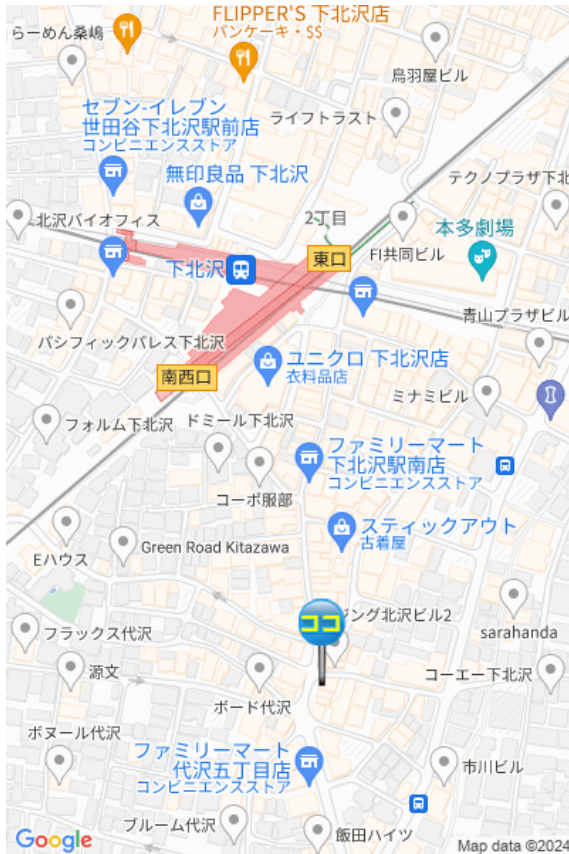 FLIPPER'S 下北沢店
パンケーキ・$$
らーめん桑嶋
鳥羽屋ビル
セブン-イレブン
世田谷下北沢駅前店
コンビニエンスストア
ライフトラスト
無印良品 下北沢
テクノプラザ下北
北沢バイオフィス
2丁目
本多劇場
東口
FI共同ビル
下北沢
青山プラザビル
パシフィックパレス下北沢
ユニクロ 下北沢店
衣料品店
南西口
ミナミビル
フォルム下北沢
ドミール下北沢
ファミリーマート
下北沢駅南店
コンビニエンスストア
コーポ服部
スティックアウト
古着屋
Eハウス
Green Road Kitazawa
ココ
ジング北沢ビル2
sarahanda
フラックス代沢
源文
コーエー下北沢
ボード代沢
ボヌール代沢
ファミリーマート
代沢五丁目店
コンビニエンスストア
市川ビル
ブルーム代沢
飯田ハイツ
Google
Map data ©2024